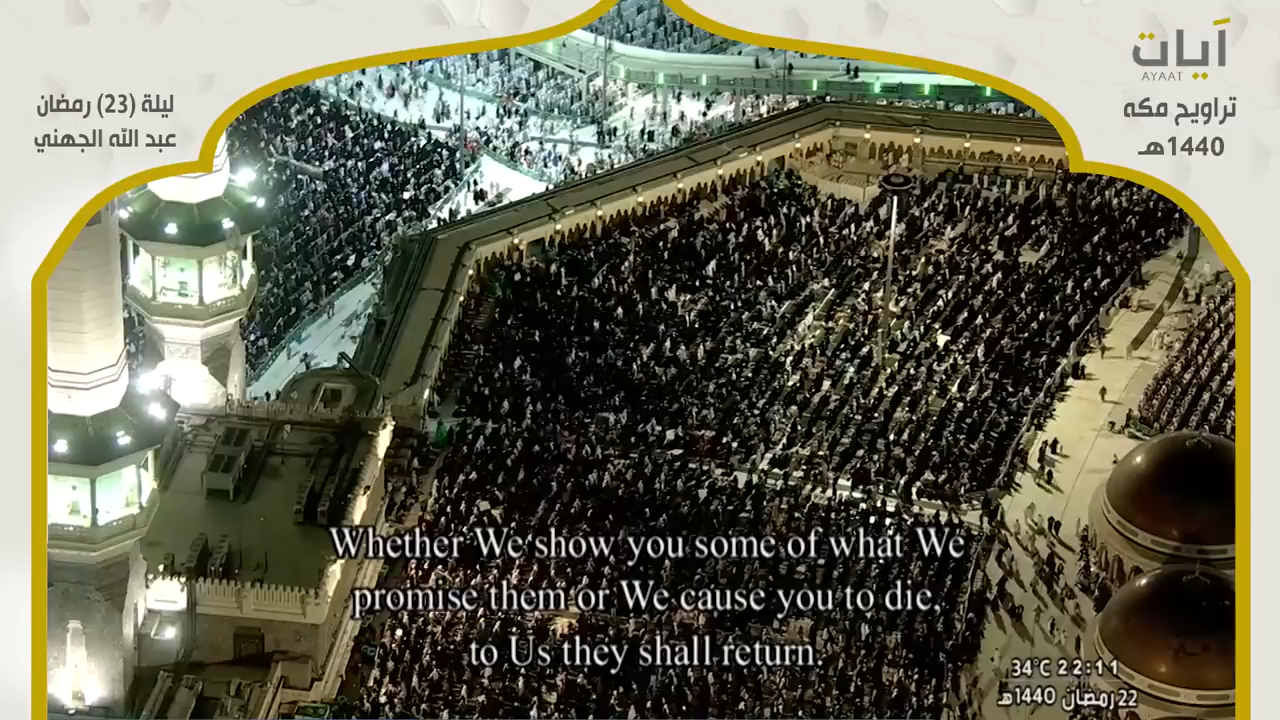 آيات
AYAAT
تراويح مكه
1440هـ
ليلة (23) رمضان
عبد الله الجهني
Whether We show you some of what We
promise them or We cause you to die,
to Us they shall return.
34°C 22:11
22 رمضان 1440هـ